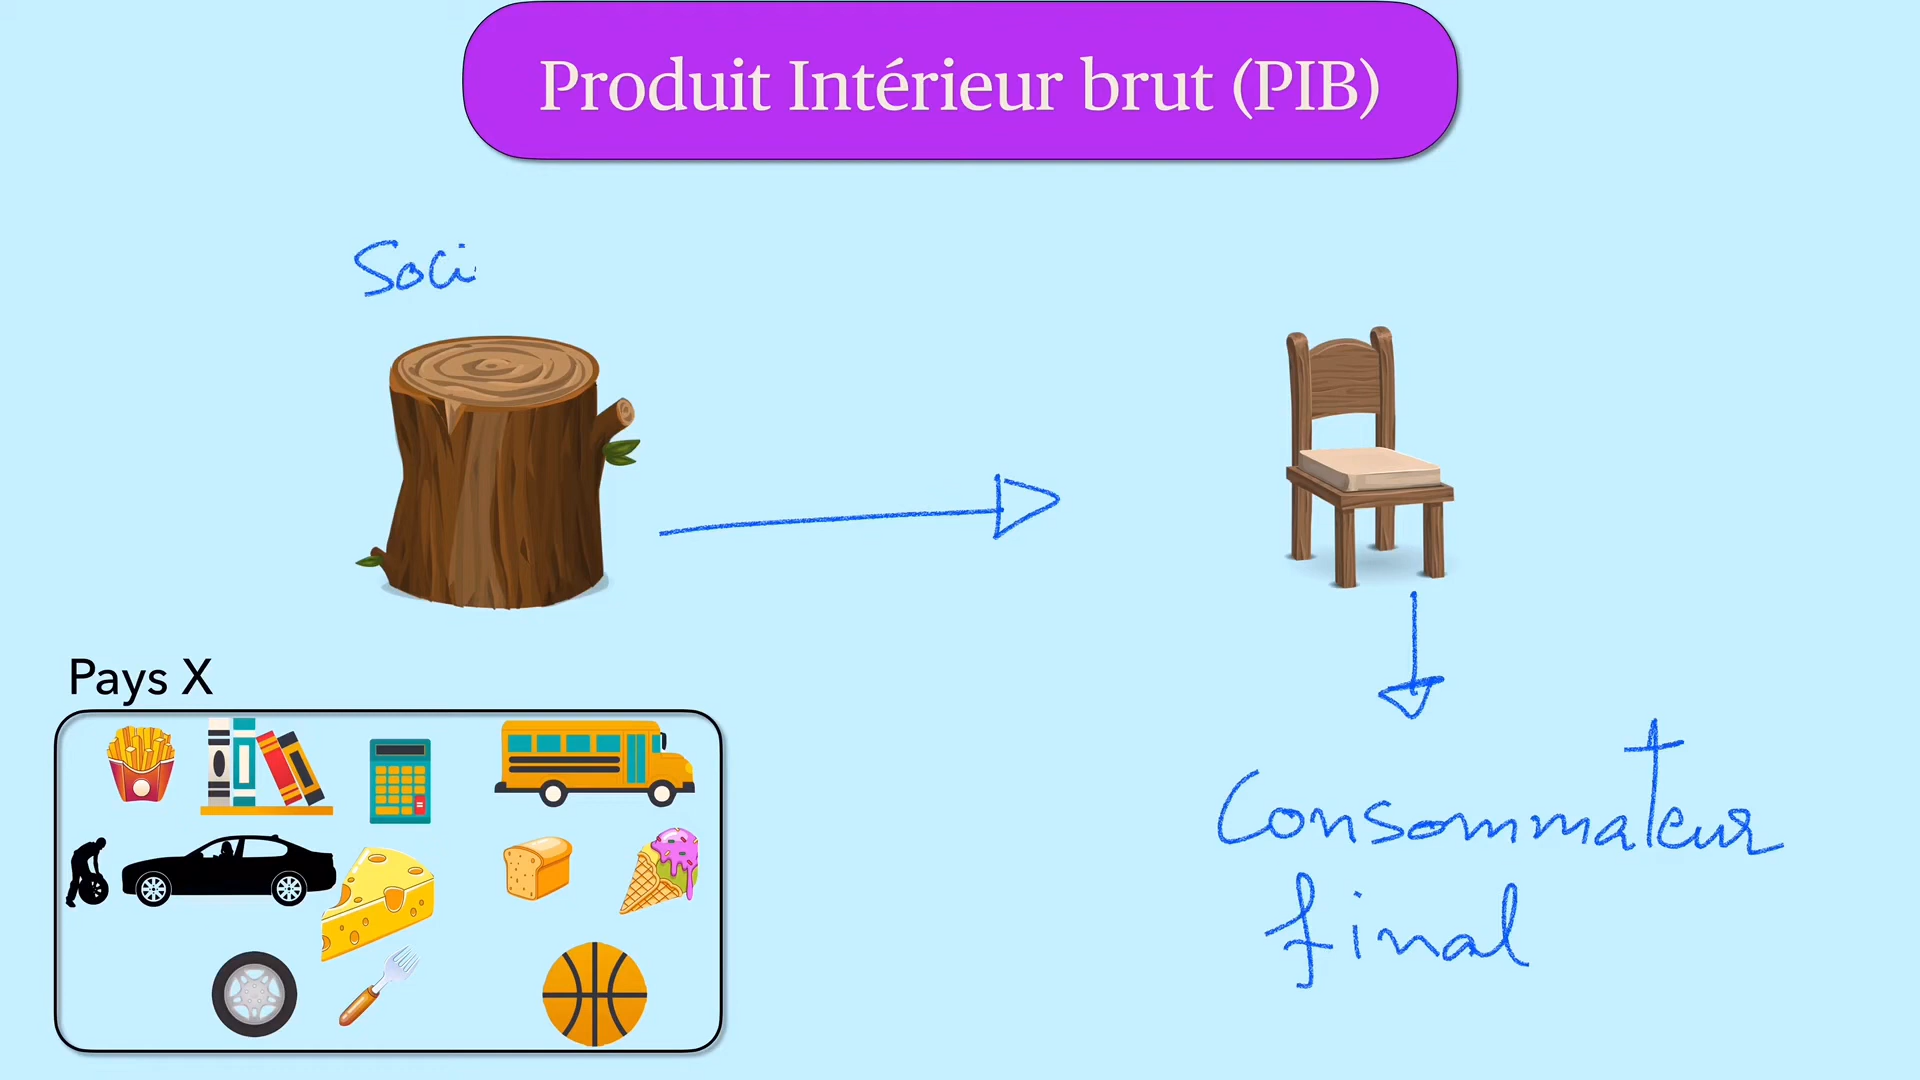 Produit Intérieur brut (PIB)
Soci
Pays X
Consommateur
final